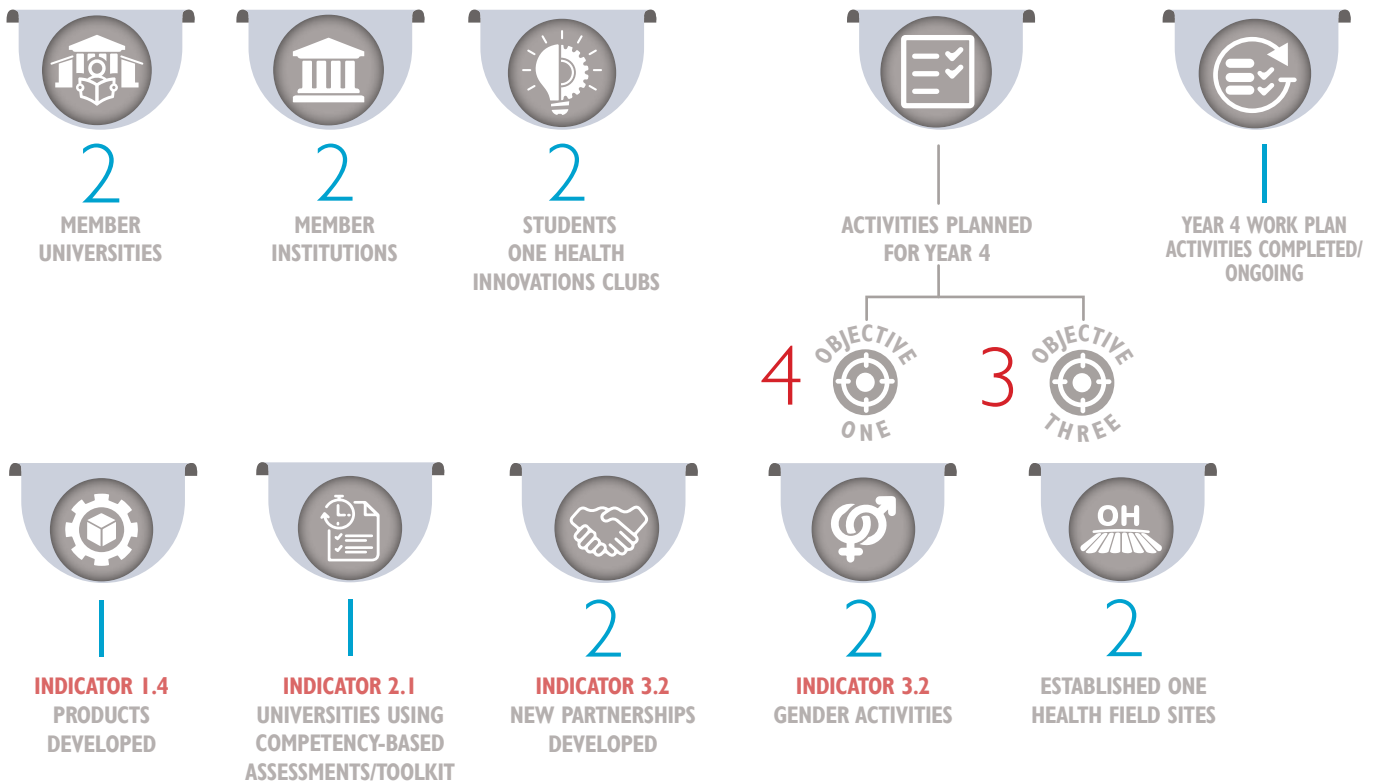 2
MEMBER
UNIVERSITIES
2
MEMBER
INSTITUTIONS
2
STUDENTS
ONE HEALTH
INNOVATIONS CLUBS
ACTIVITIES PLANNED
FOR YEAR 4
4
OBJECTIVE
ONE
3
OBJECTIVE
THREE
1
YEAR 4 WORK PLAN
ACTIVITIES COMPLETED/
ONGOING
1
INDICATOR 1.4
PRODUCTS
DEVELOPED
1
INDICATOR 2.1
UNIVERSITIES USING
COMPETENCY-BASED
ASSESSMENTS/TOOLKIT
2
INDICATOR 3.2
NEW PARTNERSHIPS
DEVELOPED
2
INDICATOR 3.2
GENDER ACTIVITIES
OH
2
ESTABLISHED ONE
HEALTH FIELD SITES